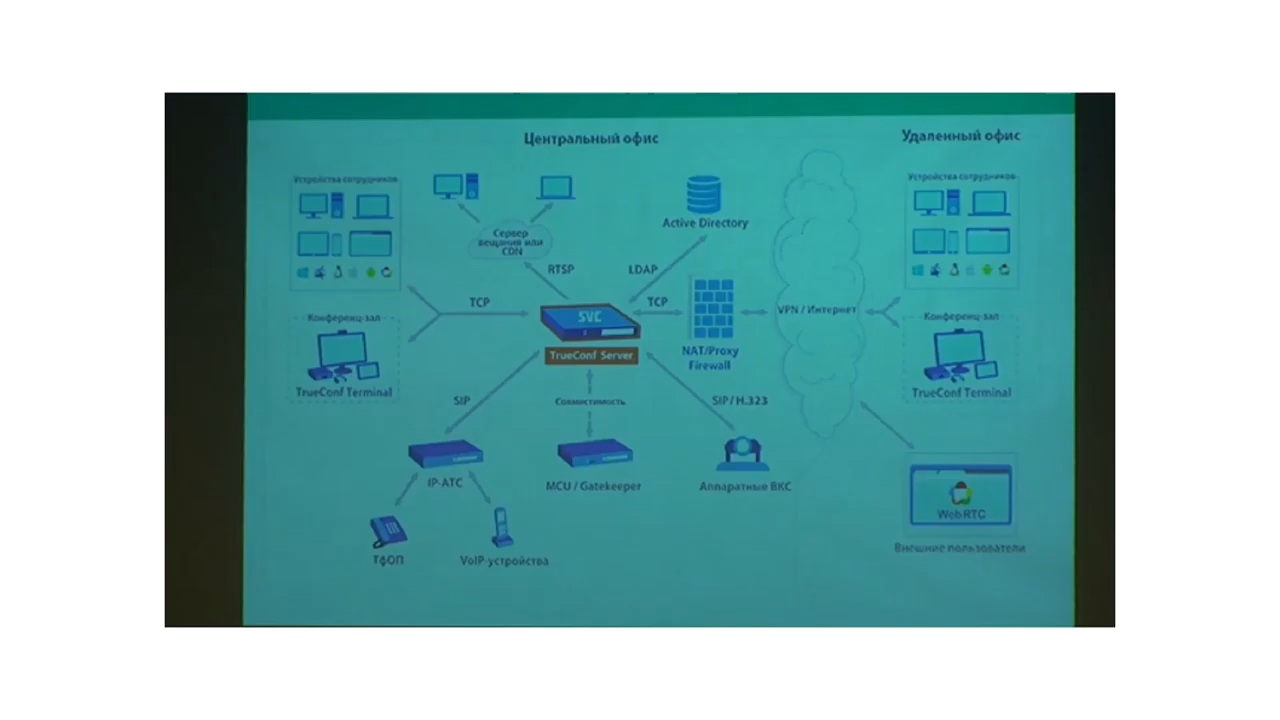 Центральный офис
Удаленный офис
Устройства сотрудников
Устройства сотрудников
Active Directory
Сервер
вещания или
CDN
RTSP
LDAP
TCP
TCP
SVC
VPN / Интернет
Конференц-зал
Конференц-зал
TrueConf Server
NAT/Proxy
Firewall
TrueConf Terminal
TrueConf Terminal
SIP
Совместимость
SIP / H.323
IP-АТС
MCU / Gatekeeper
Аппаратные ВКС
WebRTC
Внешние пользователи
ТфОП
VoIP-устройства